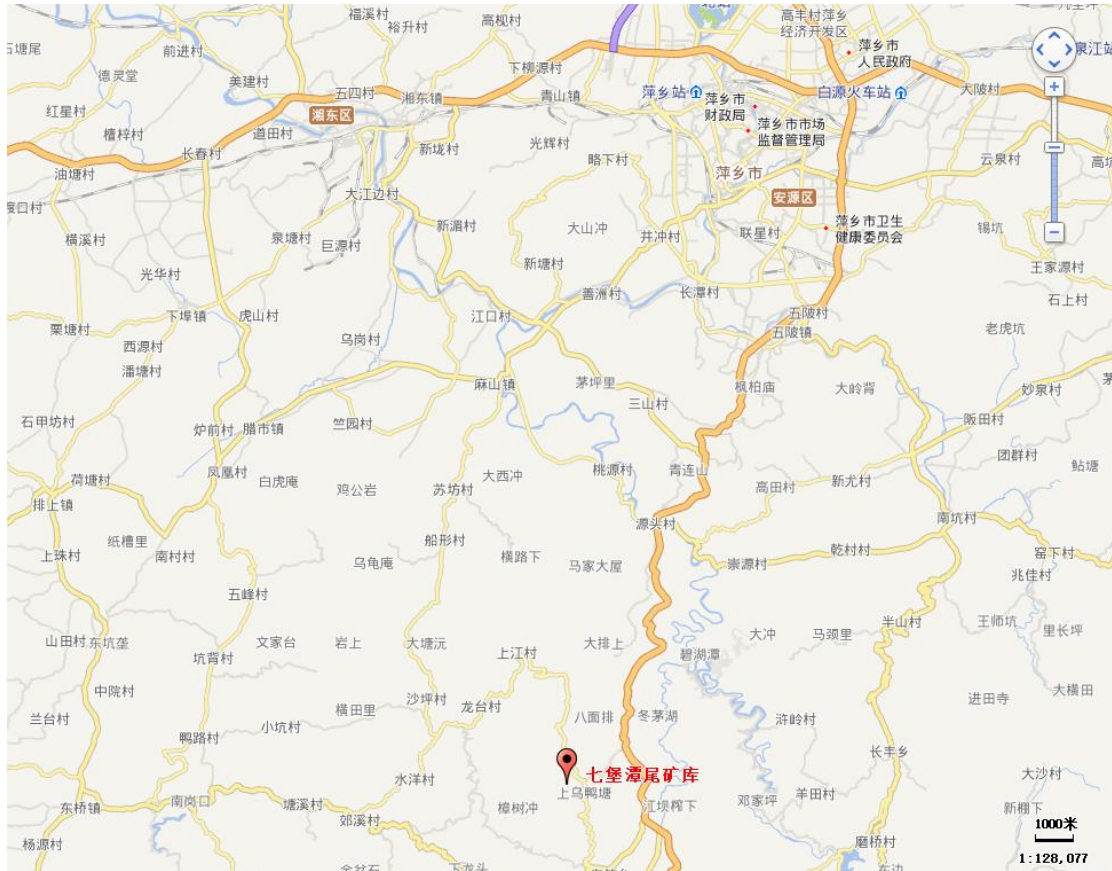 福溪村
高枧村
北站
高丰村萍乡
经济开发区
石塘尾
前进村
裕升村
萍乡市
人民政府
泉江站
下柳源村
德灵堂
美建村
五四村
湘东镇
青山镇
萍乡站
萍乡市
财政局
白源火车站
大陂村
红星村
湘东区
道田村
檀梓村
光辉村
萍乡市市场
监督管理局
长春村
新垅村
略下村
云泉村
高坑
油塘村
萍乡市
大江边村
安源区
渡口村
横溪村
泉塘村
巨源村
新湄村
大山冲
井冲村
联星村
萍乡市卫生
健康委员会
锡坑
王家源村
光华村
新塘村
善洲村
长潭村
石上村
下埠镇
虎山村
江口村
五陂村
栗塘村
乌岗村
五陂镇
老虎坑
西源村
潘塘村
麻山镇
茅坪里
枫柏庙
大岭背
妙泉村
茅
三山村
石甲坊村
炉前村
腊市镇
竺园村
阪田村
团群村
凤凰村
荷塘村
白虎庵
鸡公岩
大西冲
桃源村
青连山
鲇塘
苏坊村
高田村
新尤村
排上镇
源头村
南坑村
纸槽里
船形村
上珠村
南村村
乌龟庵
横路下
马家大屋
崇源村
乾村村
窑下村
兆佳村
五峰村
王师坑
山田村
东坑垄
文家台
岩上
大塘沅
大排上
大冲
马颈里
半山村
里长坪
坑背村
上江村
碧湖潭
中院村
沙坪村
进田寺
大横田
兰台村
横田里
龙台村
八面排
冬茅湖
浒岭村
小坑村
鸭路村
长丰乡
七堡潭尾矿库
水洋村
大沙村
上乌鸭塘
东桥镇
南岗口
塘溪村
樟树冲
江坝榨下
邓家坪
羊田村
新棚下
郊溪村
1000米
杨源村
磨桥村
1:128,077